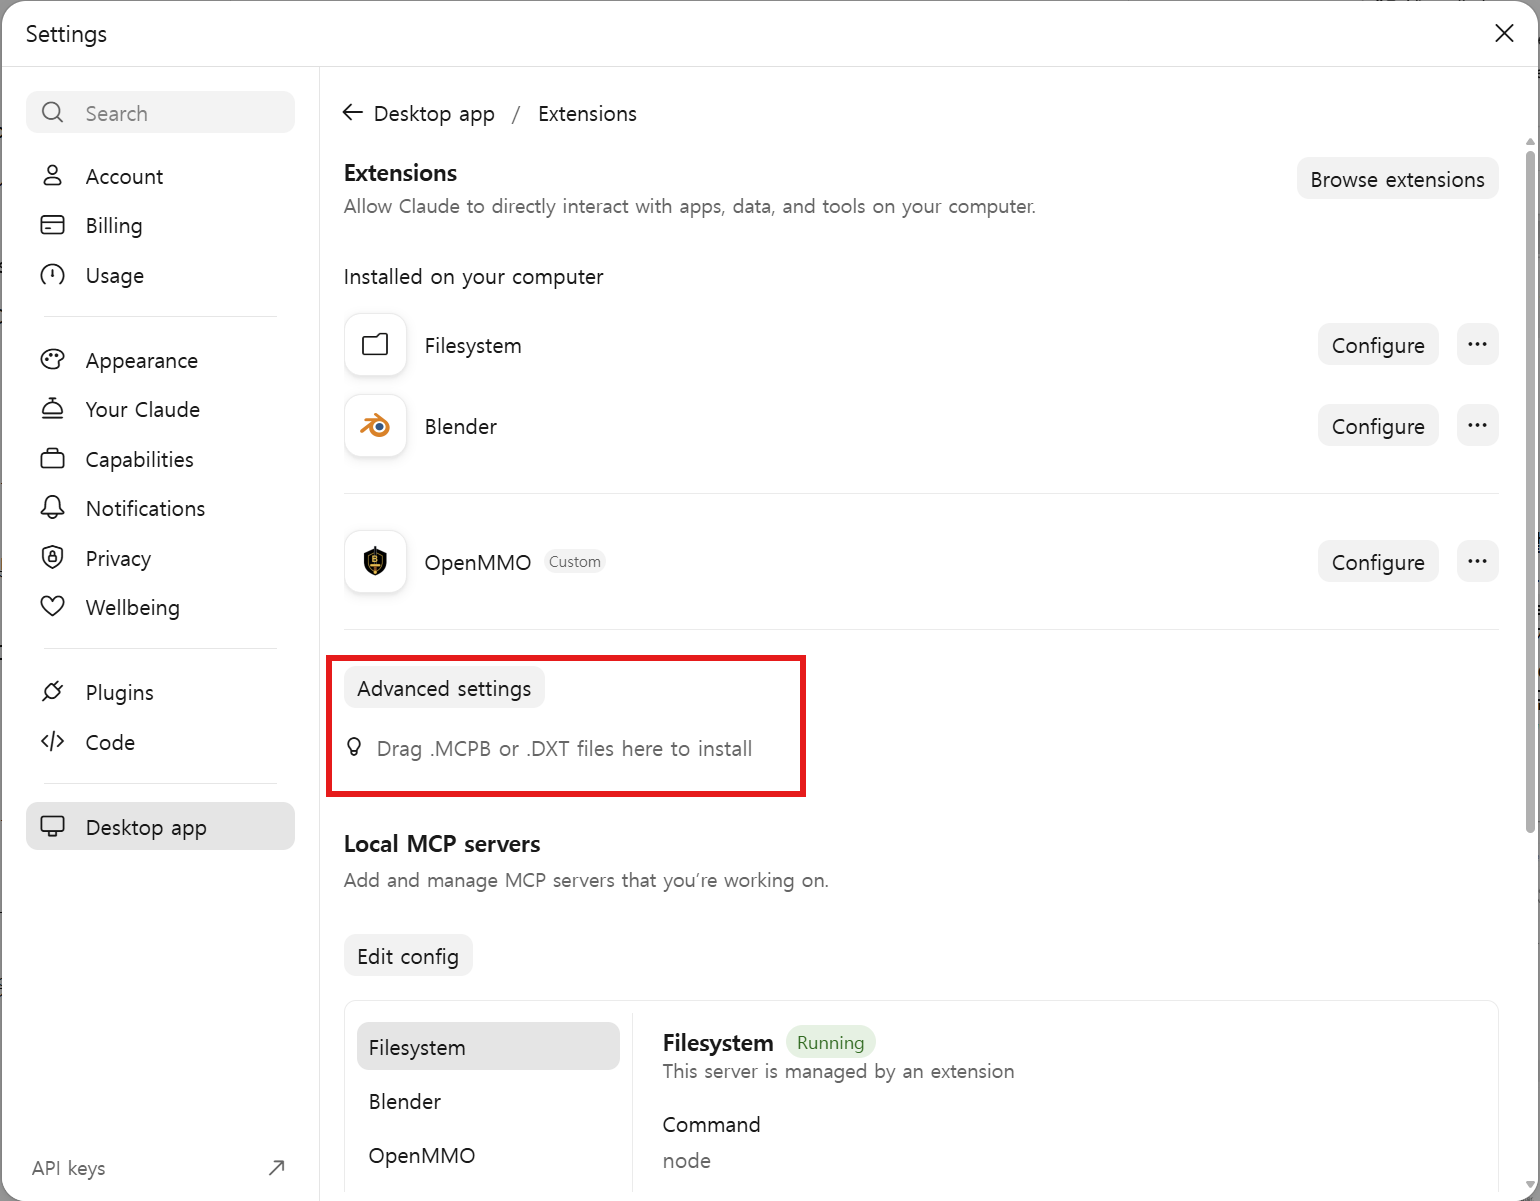 Settings
Search
Account
Billing
Usage
Appearance
Your Claude
Capabilities
Notifications
Privacy
Wellbeing
Plugins
Code
Desktop app
API keys
Desktop app / Extensions
Extensions
Browse extensions
Allow Claude to directly interact with apps, data, and tools on your computer.
Installed on your computer
Filesystem
Configure
Blender
Configure
OpenMMO Custom
Configure
Advanced settings
Drag .MCPB or .DXT files here to install
Local MCP servers
Add and manage MCP servers that you're working on.
Edit config
Filesystem
Blender
OpenMMO
Filesystem Running
This server is managed by an extension
Command
node